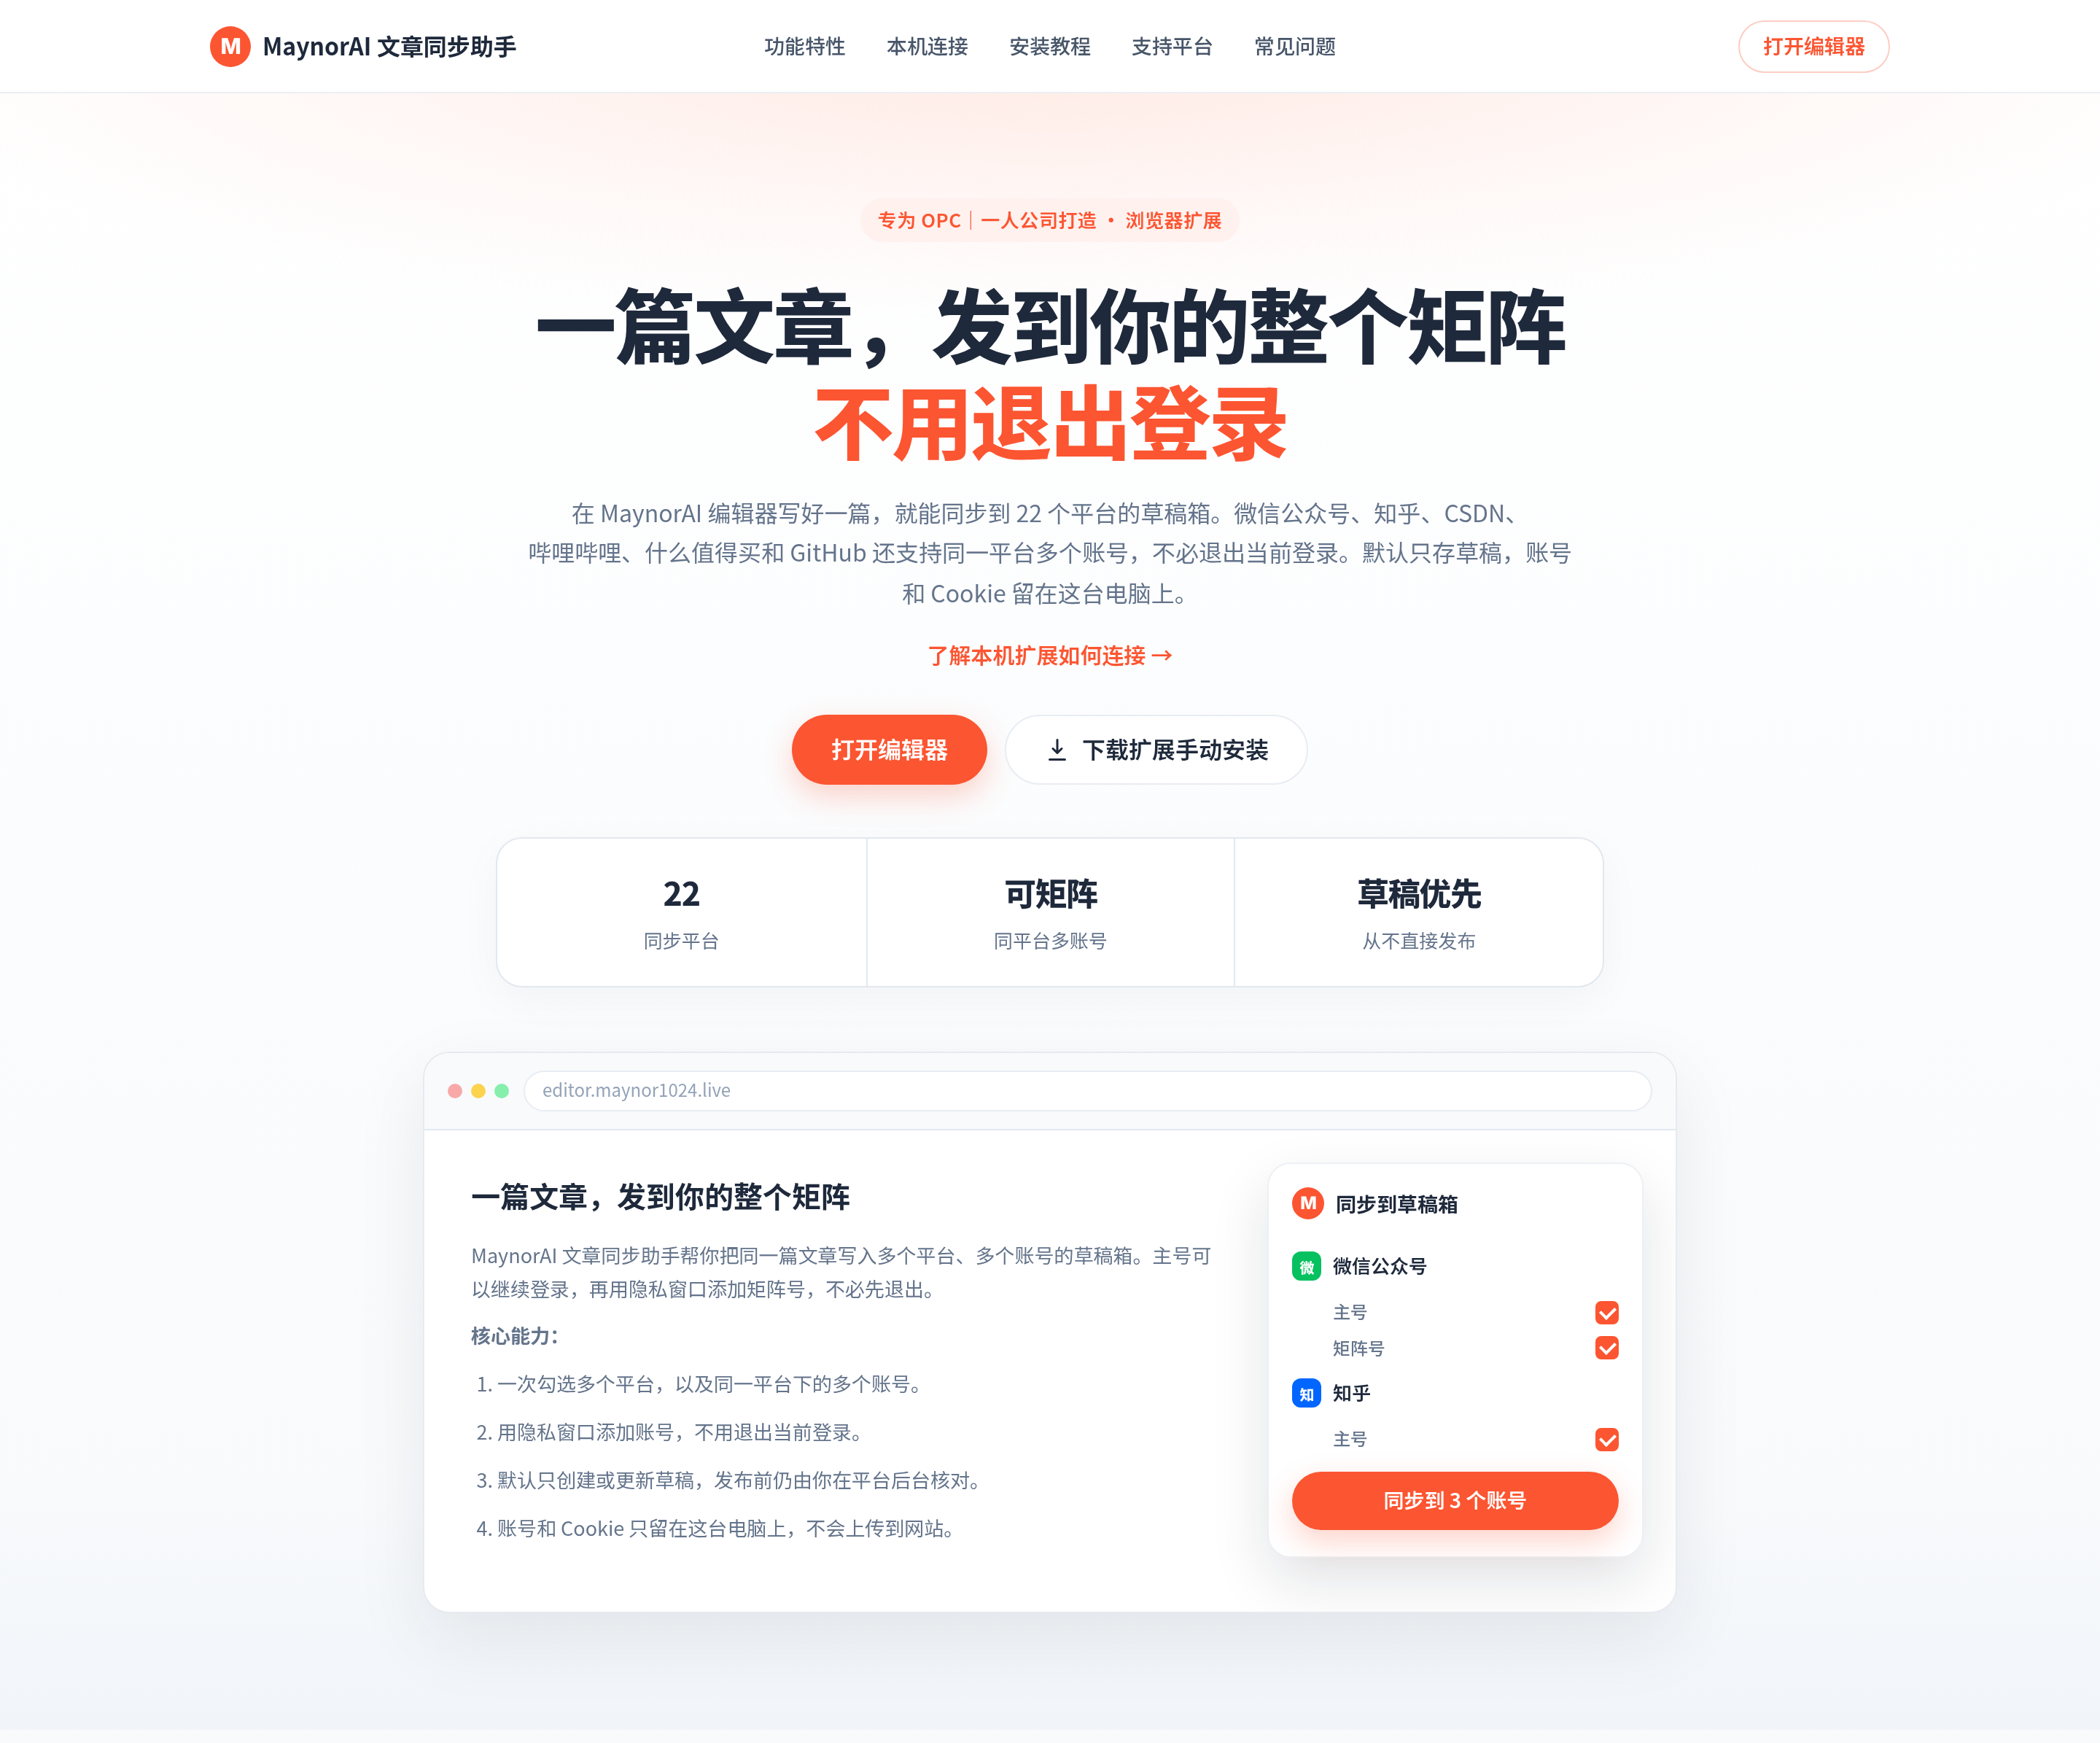 M MaynorAI 文章同步助手
功能特性 本机连接 安装教程 支持平台 常见问题
打开编辑器
专为 OPC｜一人公司打造 · 浏览器扩展
一篇文章，发到你的整个矩阵
不用退出登录
在 MaynorAI 编辑器写好一篇，就能同步到 22 个平台的草稿箱。微信公众号、知乎、CSDN、
哔哩哔哩、什么值得买和 GitHub 还支持同一平台多个账号，不必退出当前登录。默认只存草稿，账号
和 Cookie 留在这台电脑上。
了解本机扩展如何连接 →
打开编辑器
下载扩展手动安装
22
同步平台
可矩阵
同平台多账号
草稿优先
从不直接发布
editor.maynor1024.live
一篇文章，发到你的整个矩阵
MaynorAI 文章同步助手帮你把同一篇文章写入多个平台、多个账号的草稿箱。主号可
以继续登录，再用隐私窗口添加矩阵号，不必先退出。
核心能力：
1. 一次勾选多个平台，以及同一平台下的多个账号。
2. 用隐私窗口添加账号，不用退出当前登录。
3. 默认只创建或更新草稿，发布前仍由你在平台后台核对。
4. 账号和 Cookie 只留在这台电脑上，不会上传到网站。
M 同步到草稿箱
微 微信公众号
主号
矩阵号
知 知乎
主号
同步到 3 个账号